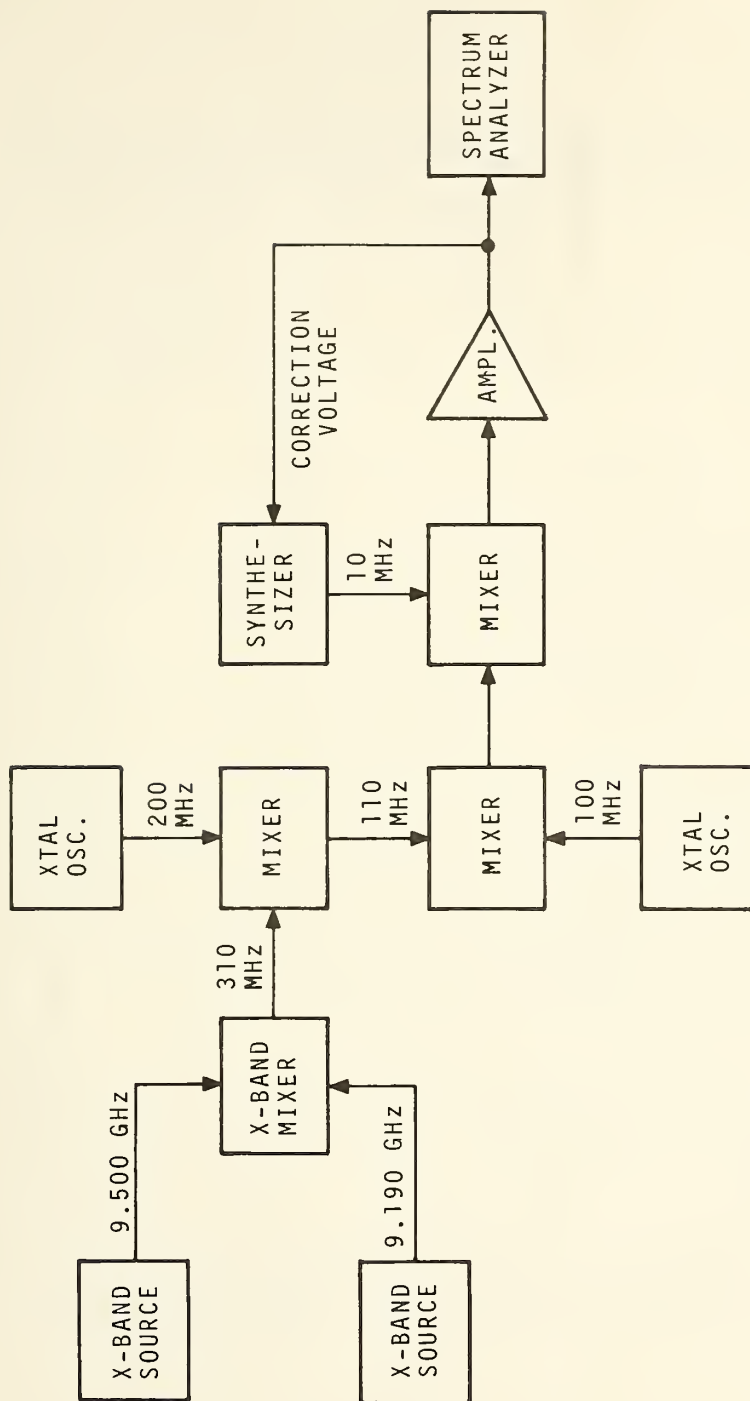 X-BAND
SOURCE
9.500 GHz
X-BAND
SOURCE
9.190 GHz
X-BAND
MIXER
310
MHz
XTAL
OSC.
200
MHz
MIXER
110
MHz
MIXER
100
MHz
XTAL
OSC.
SYNTHE-
SIZER
10
MHz
MIXER
CORRECTION
VOLTAGE
AMPL.
SPECTRUM
ANALYZER